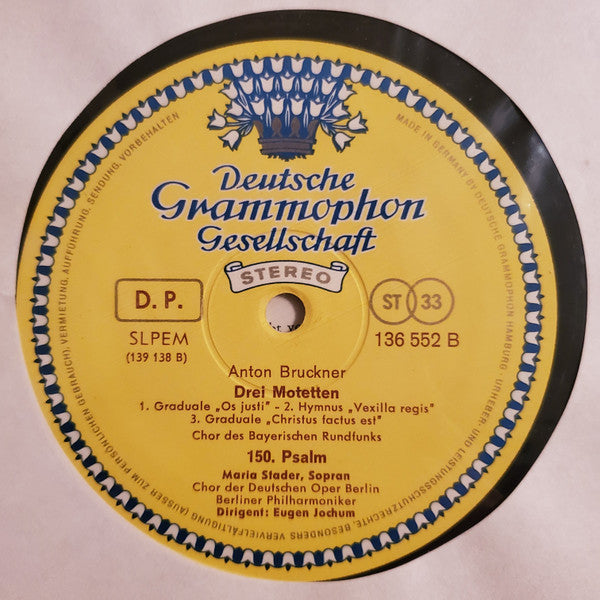 Deutsche
Grammophon
Gesellschaft
STEREO
D. P.
ST 33
SLPEM
136 552 B
(139 138 B)
Anton Bruckner
Drei Motetten
1. Graduale „Os justi" - 2. Hymnus „Vexilla regis"
3. Graduale „Christus factus est"
Chor des Bayerischen Rundfunks
150. Psalm
Maria Stader, Sopran
Chor der Deutschen Oper Berlin
Berliner Philharmoniker
Dirigent: Eugen Jochum
MADE IN GERMANY BY DEUTSCHE GRAMMOPHON HAMBURG · URHEBER- UND LEISTUNGSSCHUTZRECHTE, BESONDERS VERVIELFÄLTIGUNG (AUSSER ZUM PERSÖNLICHEN GEBRAUCH), VERMIETUNG, AUFFÜHRUNG, SENDUNG, VORBEHALTEN